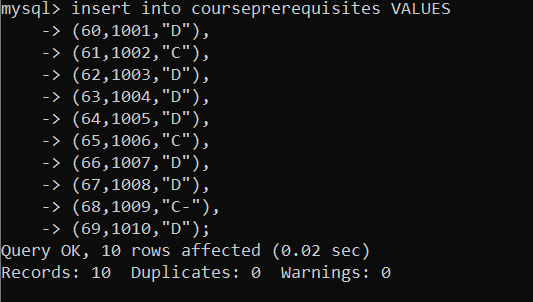 mysql> insert into courseprerequisites VALUES
    -> (60,1001,"D"),
    -> (61,1002,"C"),
    -> (62,1003,"D"),
    -> (63,1004,"D"),
    -> (64,1005,"D"),
    -> (65,1006,"C"),
    -> (66,1007,"D"),
    -> (67,1008,"D"),
    -> (68,1009,"C-"),
    -> (69,1010,"D");
Query OK, 10 rows affected (0.02 sec)
Records: 10  Duplicates: 0  Warnings: 0